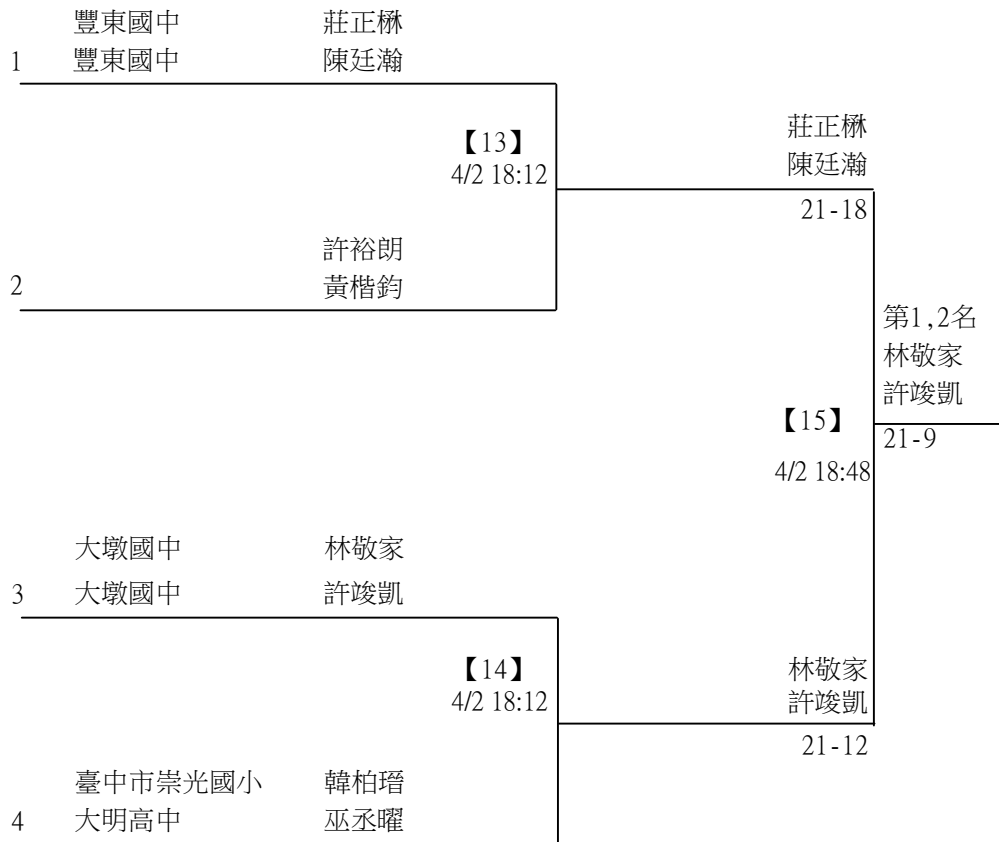 豐東國中 莊正楙
1 豐東國中 陳廷瀚
【13】
4/2 18:12
莊正楙
陳廷瀚
21-18
許裕朗
2 黃楷鈞
第1,2名
林敬家
許竣凱
【15】
21-9
4/2 18:48
大墩國中 林敬家
3 大墩國中 許竣凱
【14】
4/2 18:12
林敬家
許竣凱
21-12
臺中市崇光國小 韓柏瑨
4 大明高中 巫丞曜